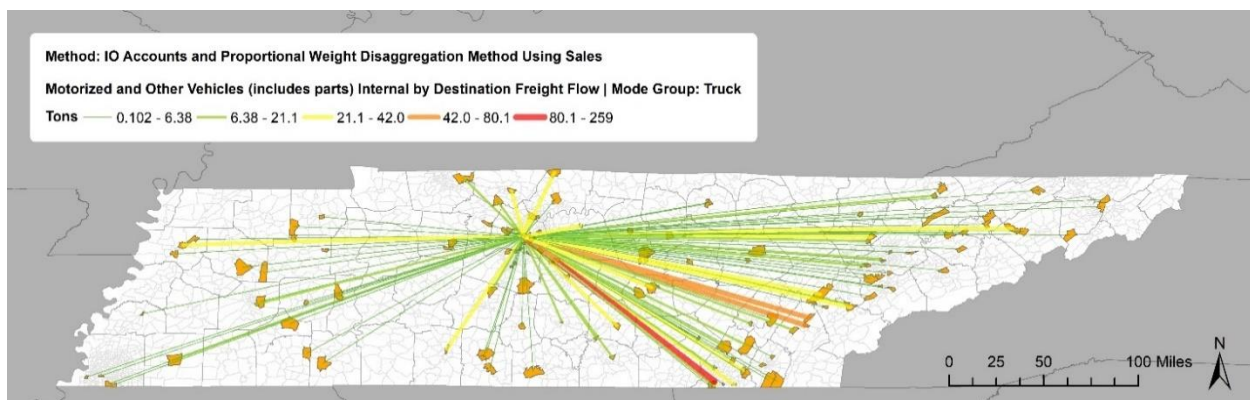 Method: IO Accounts and Proportional Weight Disaggregation Method Using Sales
Motorized and Other Vehicles (includes parts) Internal by Destination Freight Flow | Mode Group: Truck
Tons 0.102 - 6.38 6.38 - 21.1 21.1 - 42.0 42.0 - 80.1 80.1 - 259
N
0 25 50 100 Miles